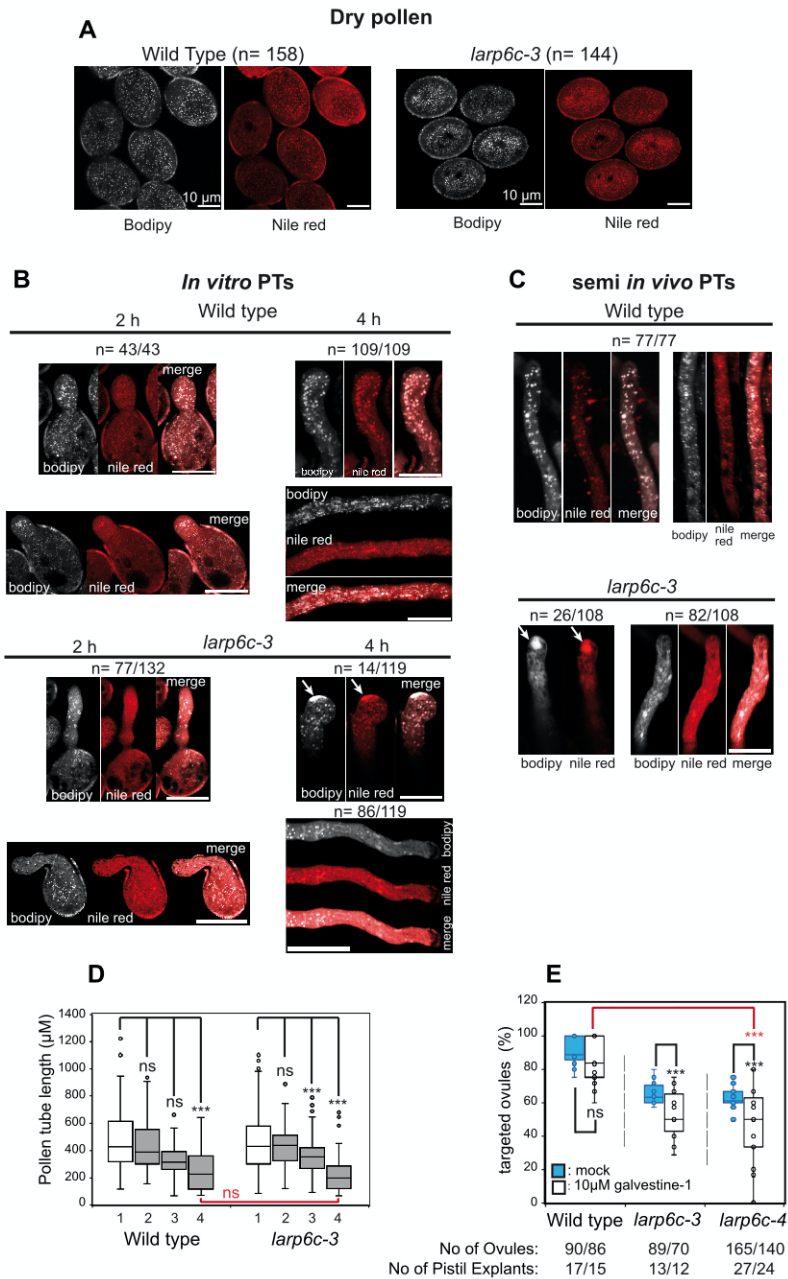 Dry pollen
A
Wild Type (n= 158)
larp6c-3 (n= 144)
10 µm
10 µm
Bodipy
Nile red
Bodipy
Nile red
B
In vitro PTs
Wild type
2 h
4 h
n= 43/43
n= 109/109
merge
bodipy
nile red
bodipy
nile red
merge
bodipy
nile red
merge
merge
bodipy
nile red
larp6c-3
2 h
4 h
n= 77/132
n= 14/119
merge
bodipy
nile red
merge
bodipy
nile red
n= 86/119
merge
bodipy
nile red
bodipy
nile red
merge
C
semi in vivo PTs
Wild type
n= 77/77
bodipy
nile red
merge
bodipy
nile
red
merge
larp6c-3
n= 26/108
n= 82/108
bodipy
nile red
bodipy
nile red
merge
D
Pollen tube length (µM)
1400
1200
1000
800
600
400
200
0
ns
ns
***
ns
***
***
ns
1 2 3 4
1 2 3 4
Wild type
larp6c-3
E
targeted ovules (%)
120
100
80
60
40
20
0
***
ns
***
***
: mock
: 10µM galvestine-1
Wild type
larp6c-3
larp6c-4
No of Ovules: 90/86 89/70 165/140
No of Pistil Explants: 17/15 13/12 27/24